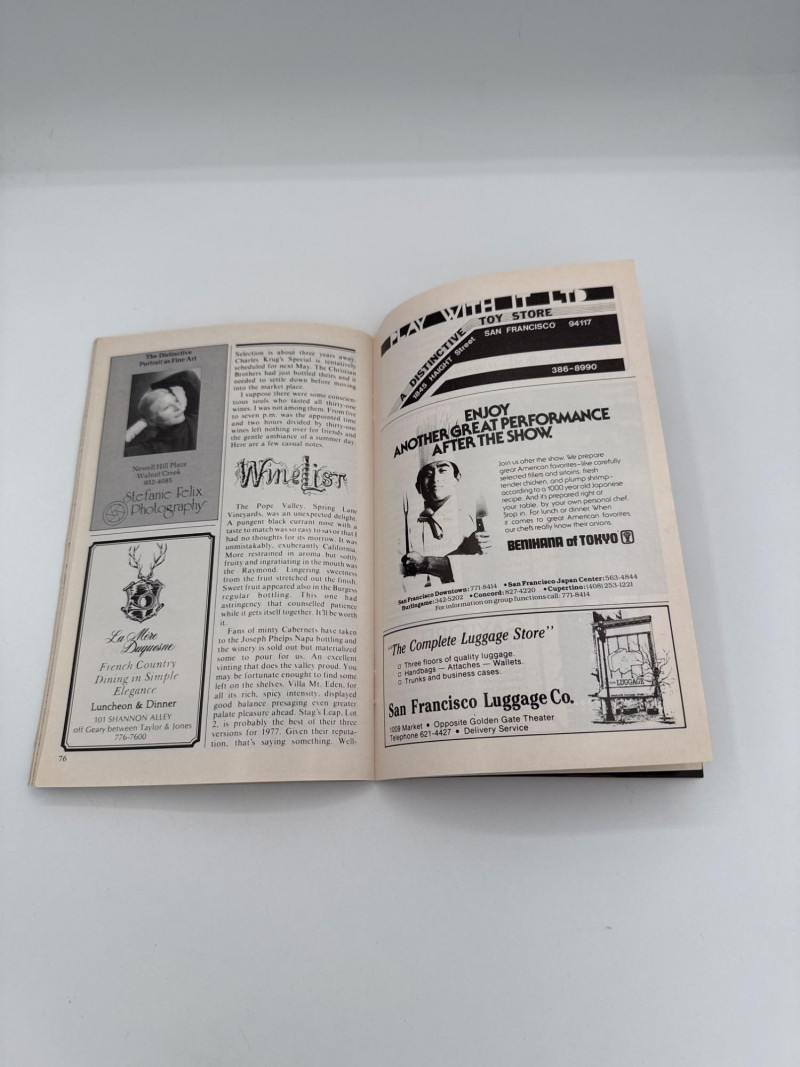 The Distinctive
Portrait as Fine Art
Newell Hill Place
Walnut Creek
932-4085
Stefanie Felix
Photography
La Mère
Duquesne
French Country
Dining in Simple
Elegance
Luncheon & Dinner
101 SHANNON ALLEY
off Geary between Taylor & Jones
776-7600
76
Selection is about three years away.
Charles Krug's Special is tentatively
scheduled for next May. The Christian
Brothers had just bottled theirs and it
needed to settle down before moving
into the market place.
I suppose there were some conscien-
tious souls who tasted all thirty-one
wines. I was not among them. From five
to seven p.m. was the appointed time
and two hours divided by thirty-one
wines left nothing over for friends and
the gentle ambiance of a summer day.
Here are a few casual notes.
Wine List
The Pope Valley, Spring Lane
Vineyards, was an unexpected delight.
A pungent black currant nose with a
taste to match was so easy to savor that I
had no thoughts for its morrow. It was
unmistakably, exuberantly California.
More restrained in aroma but softly
fruity and ingratiating in the mouth was
the Raymond. Lingering sweetness
from the fruit stretched out the finish.
Sweet fruit appeared also in the Burgess
regular bottling. This one had
astringency that counselled patience
while it gets itself together. It'll be worth
it.
Fans of minty Cabernets have taken
to the Joseph Phelps Napa bottling and
the winery is sold out but materialized
some to pour for us. An excellent
vinting that does the valley proud. You
may be fortunate enough to find some
left on the shelves. Villa Mt. Eden, for
all its rich, spicy intensity, displayed
good balance presaging even greater
palate pleasure ahead. Stag's Leap, Lot
2, is probably the best of their three
versions for 1977. Given their reputa-
tion, that's saying something. Well-
PLAY WITH IT LTD
A DISTINCTIVE TOY STORE
1845 HAIGHT Street SAN FRANCISCO 94117
386-8990
ENJOY
ANOTHER GREAT PERFORMANCE
AFTER THE SHOW.
Join us after the show. We prepare
great American favorites—like carefully
selected fillets and sirloins, fresh
tender chicken, and plump shrimp—
according to a 1000 year old Japanese
recipe. And it's prepared right at
your table, by your own personal chef.
Stop in. For lunch or dinner. When
it comes to great American favorites,
our chefs really know their onions.
BENIHANA of TOKYO
San Francisco Downtown: 771-8414 • San Francisco Japan Center: 563-4844
Burlingame: 342-5202 • Concord: 827-4220 • Cupertino: (408) 253-1221
For information on group functions call: 771-8414
"The Complete Luggage Store"
Three floors of quality luggage.
Handbags — Attaches — Wallets.
Trunks and business cases.
LUGGAGE
San Francisco Luggage Co.
1009 Market • Opposite Golden Gate Theater
Telephone 621-4427 • Delivery Service